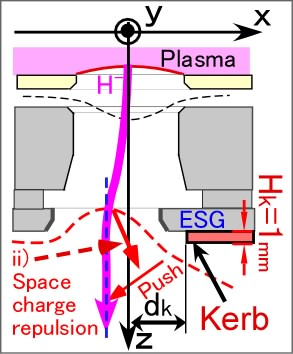 y
x
Plasma
H⁻
ESG
Hk=1mm
ii)
Space
charge
repulsion
Push
dk
Kerb
z